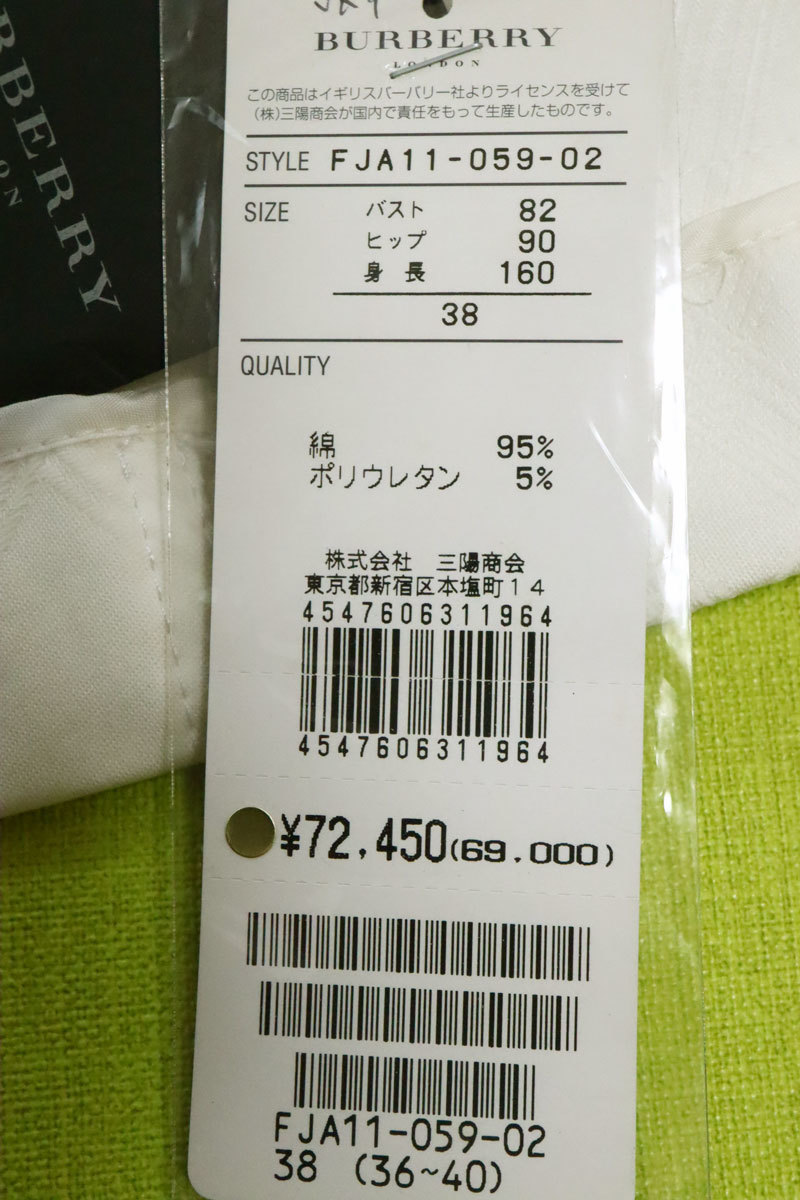 BURBERRY
LONDON
この商品はイギリスバーバリー社よりライセンスを受けて
(株)三陽商会が国内で責任をもって生産したものです。
STYLE FJA11-059-02
SIZE バスト 82
ヒップ 90
身長 160
38
QUALITY
綿 95%
ポリウレタン 5%
株式会社 三陽商会
東京都新宿区本塩町14
4547606311964
4547606311964
¥72,450(69,000)
FJA11-059-02
38 (36~40)
RBERRY
ON